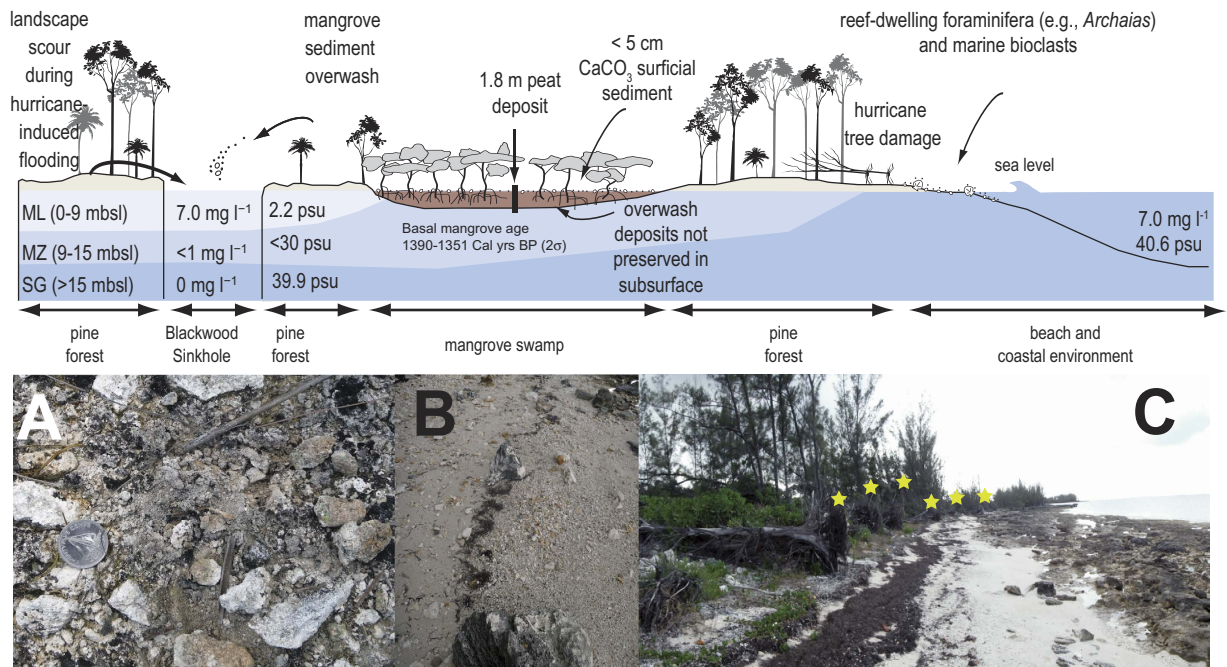 landscape
scour
during
hurricane-
induced
flooding
mangrove
sediment
overwash
1.8 m peat
deposit
< 5 cm
CaCO₃ surficial
sediment
reef-dwelling foraminifera (e.g., Archaias)
and marine bioclasts
hurricane
tree damage
sea level
ML (0-9 mbsl)
7.0 mg l⁻¹
2.2 psu
MZ (9-15 mbsl)
<1 mg l⁻¹
<30 psu
SG (>15 mbsl)
0 mg l⁻¹
39.9 psu
Basal mangrove age
1390-1351 Cal yrs BP (2σ)
overwash
deposits not
preserved in
subsurface
7.0 mg l⁻¹
40.6 psu
pine
forest
Blackwood
Sinkhole
pine
forest
mangrove swamp
pine
forest
beach and
coastal environment
A
B
C